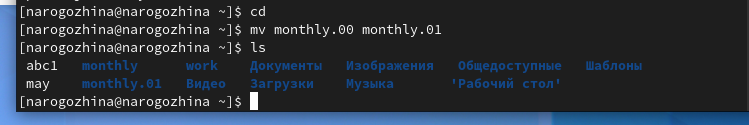 [narogozhina@narogozhina ~]$ cd
[narogozhina@narogozhina ~]$ mv monthly.00 monthly.01
[narogozhina@narogozhina ~]$ ls
abc1 monthly work Документы Изображения Общедоступные Шаблоны
may monthly.01 Видео Загрузки Музыка 'Рабочий стол'
[narogozhina@narogozhina ~]$